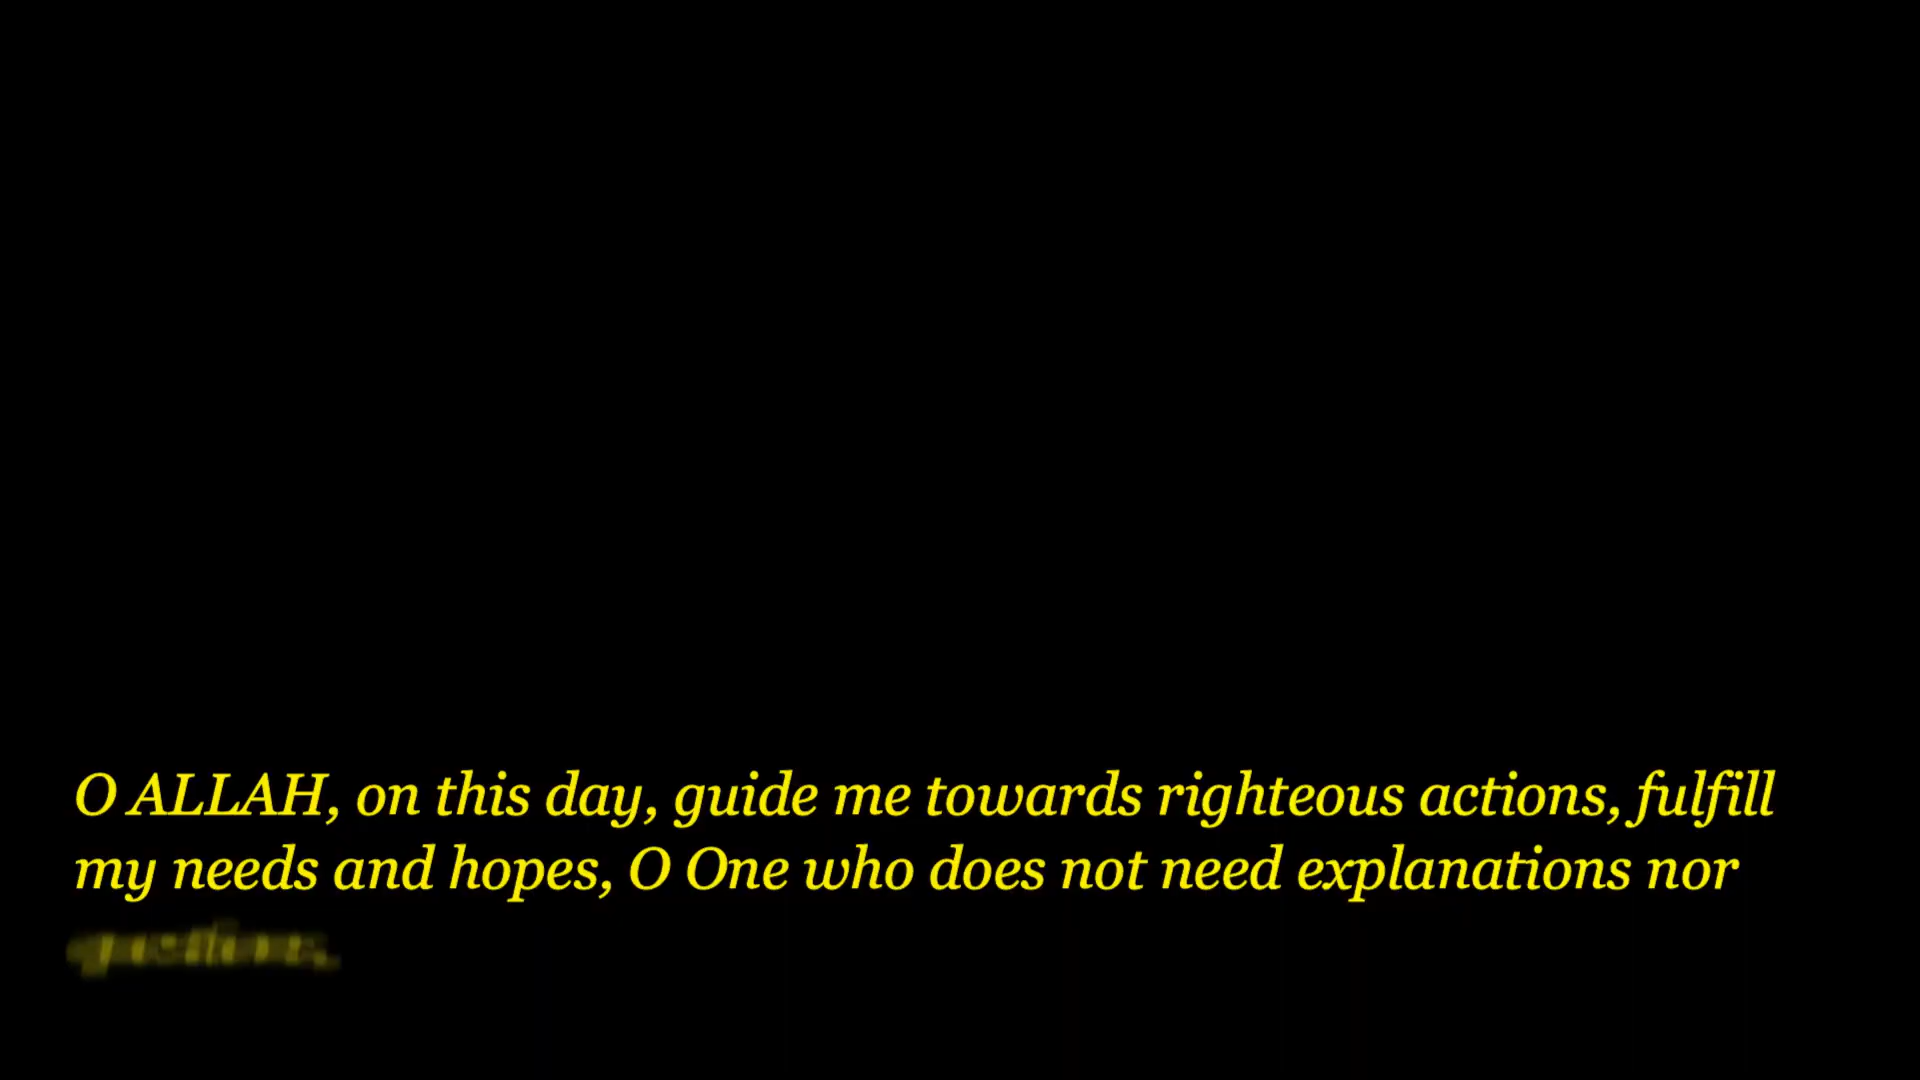 O ALLAH, on this day, guide me towards righteous actions, fulfill
my needs and hopes, O One who does not need explanations nor